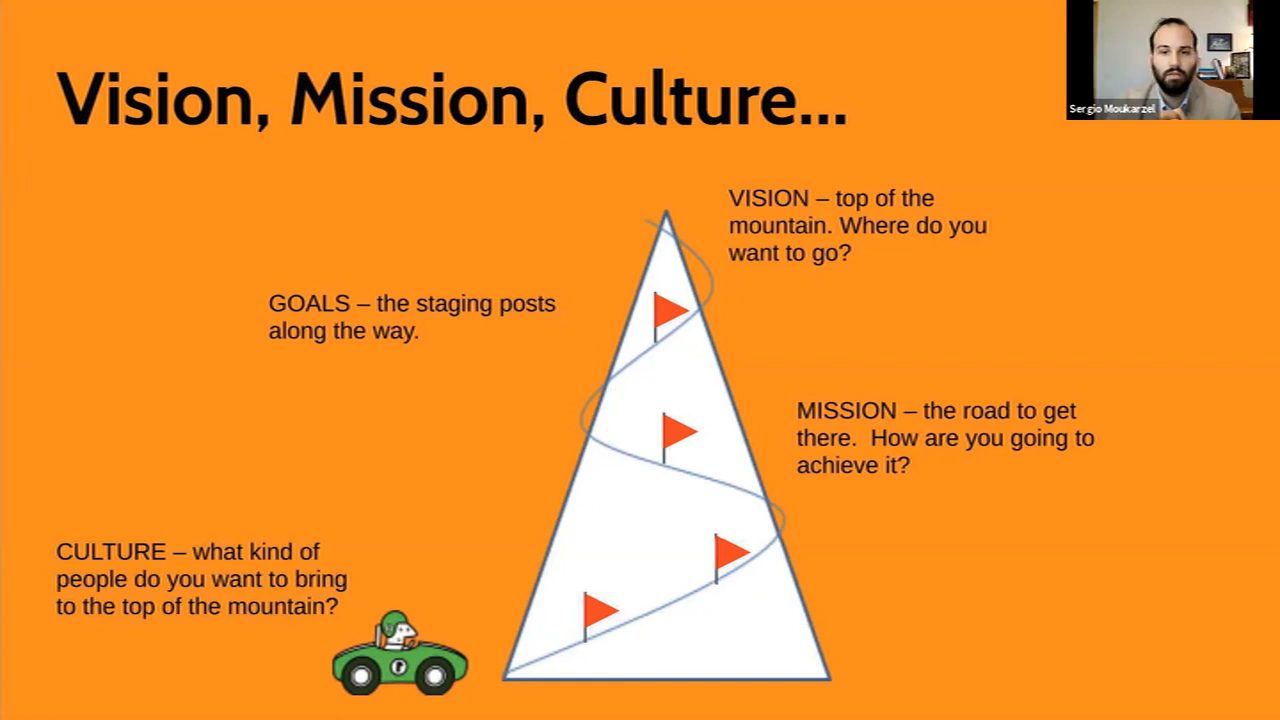 Vision, Mission, Culture...
Sergio Moukarzel
VISION – top of the
mountain. Where do you
want to go?
GOALS – the staging posts
along the way.
MISSION – the road to get
there.  How are you going to
achieve it?
CULTURE – what kind of
people do you want to bring
to the top of the mountain?